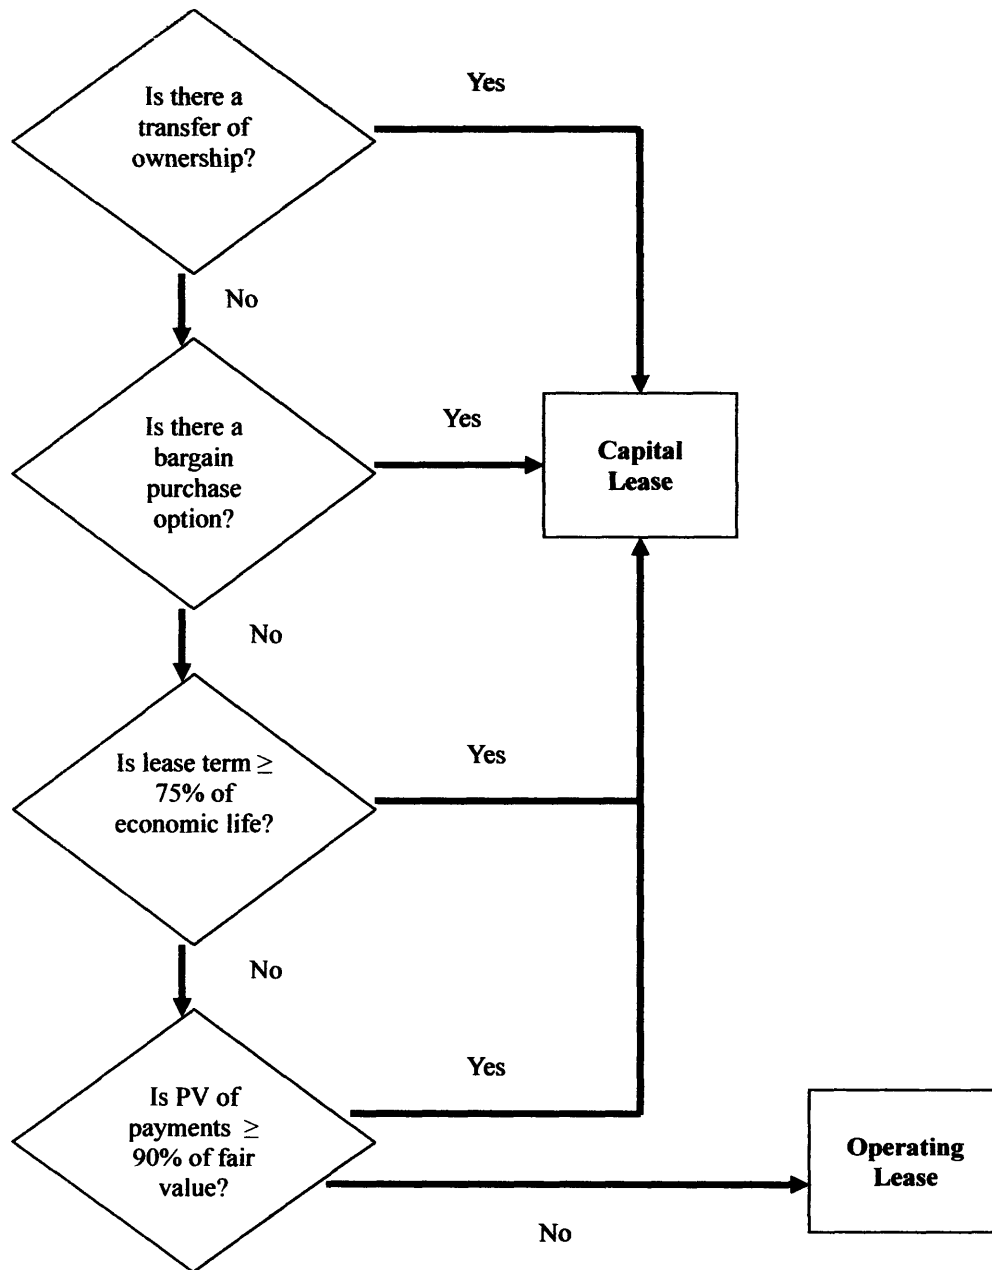 Is there a
transfer of
ownership?
Yes
No
Is there a
bargain
purchase
option?
Yes
Capital
Lease
No
Is lease term ≥
75% of
economic life?
Yes
No
Is PV of
payments ≥
90% of fair
value?
Yes
Operating
Lease
No